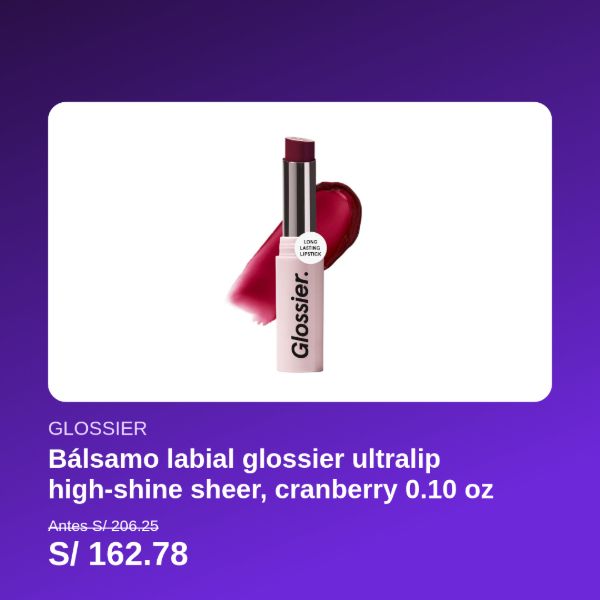 LONG
LASTING
LIPSTICK
Glossier.
GLOSSIER
Bálsamo labial glossier ultralip
high-shine sheer, cranberry 0.10 oz
Antes S/ 206.25
S/ 162.78